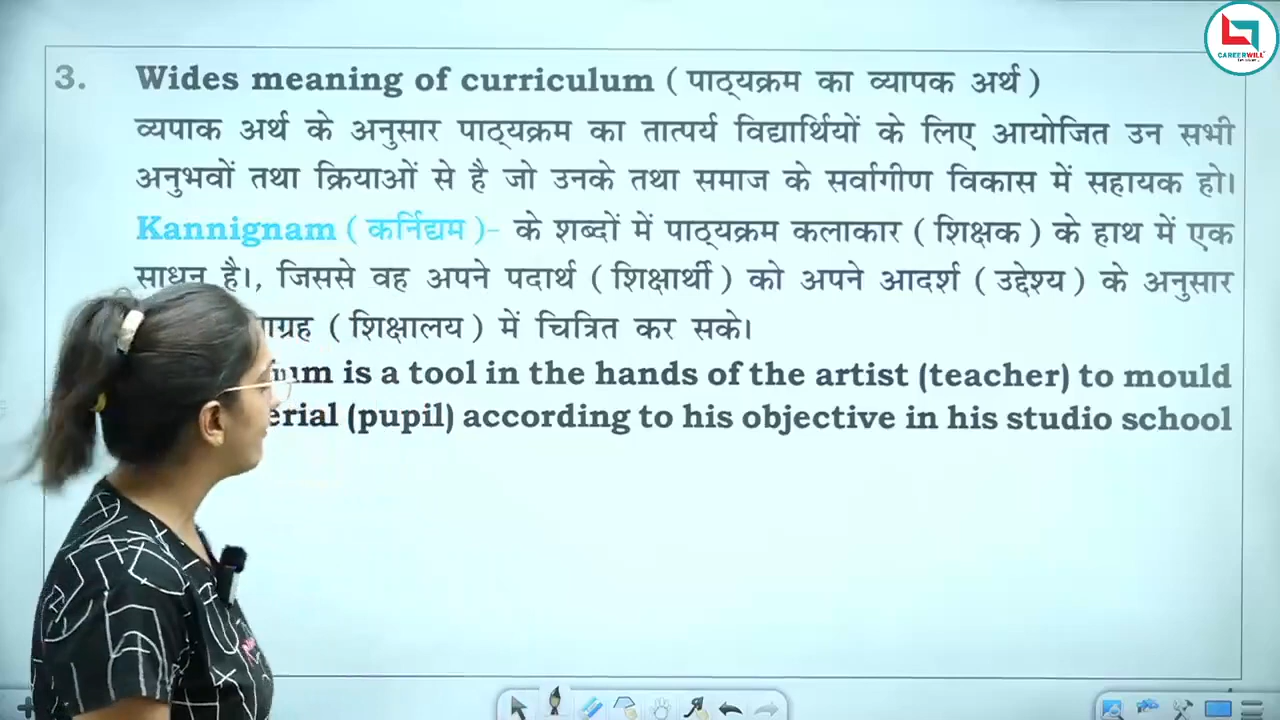 CAREERWILL
3. Wides meaning of curriculum ( पाठ्यक्रम का व्यापक अर्थ )
व्यपाक अर्थ के अनुसार पाठ्यक्रम का तात्पर्य विद्यार्थियों के लिए आयोजित उन सभी
अनुभवों तथा क्रियाओं से है जो उनके तथा समाज के सर्वागीण विकास में सहायक हो।
Kannignam ( कर्निद्यम )- के शब्दों में पाठ्यक्रम कलाकार ( शिक्षक ) के हाथ में एक
साधन है।, जिससे वह अपने पदार्थ ( शिक्षार्थी ) को अपने आदर्श ( उद्देश्य ) के अनुसार
( शिक्षालय ) में चित्रित कर सके।
is a tool in the hands of the artist (teacher) to mould
(pupil) according to his objective in his studio school